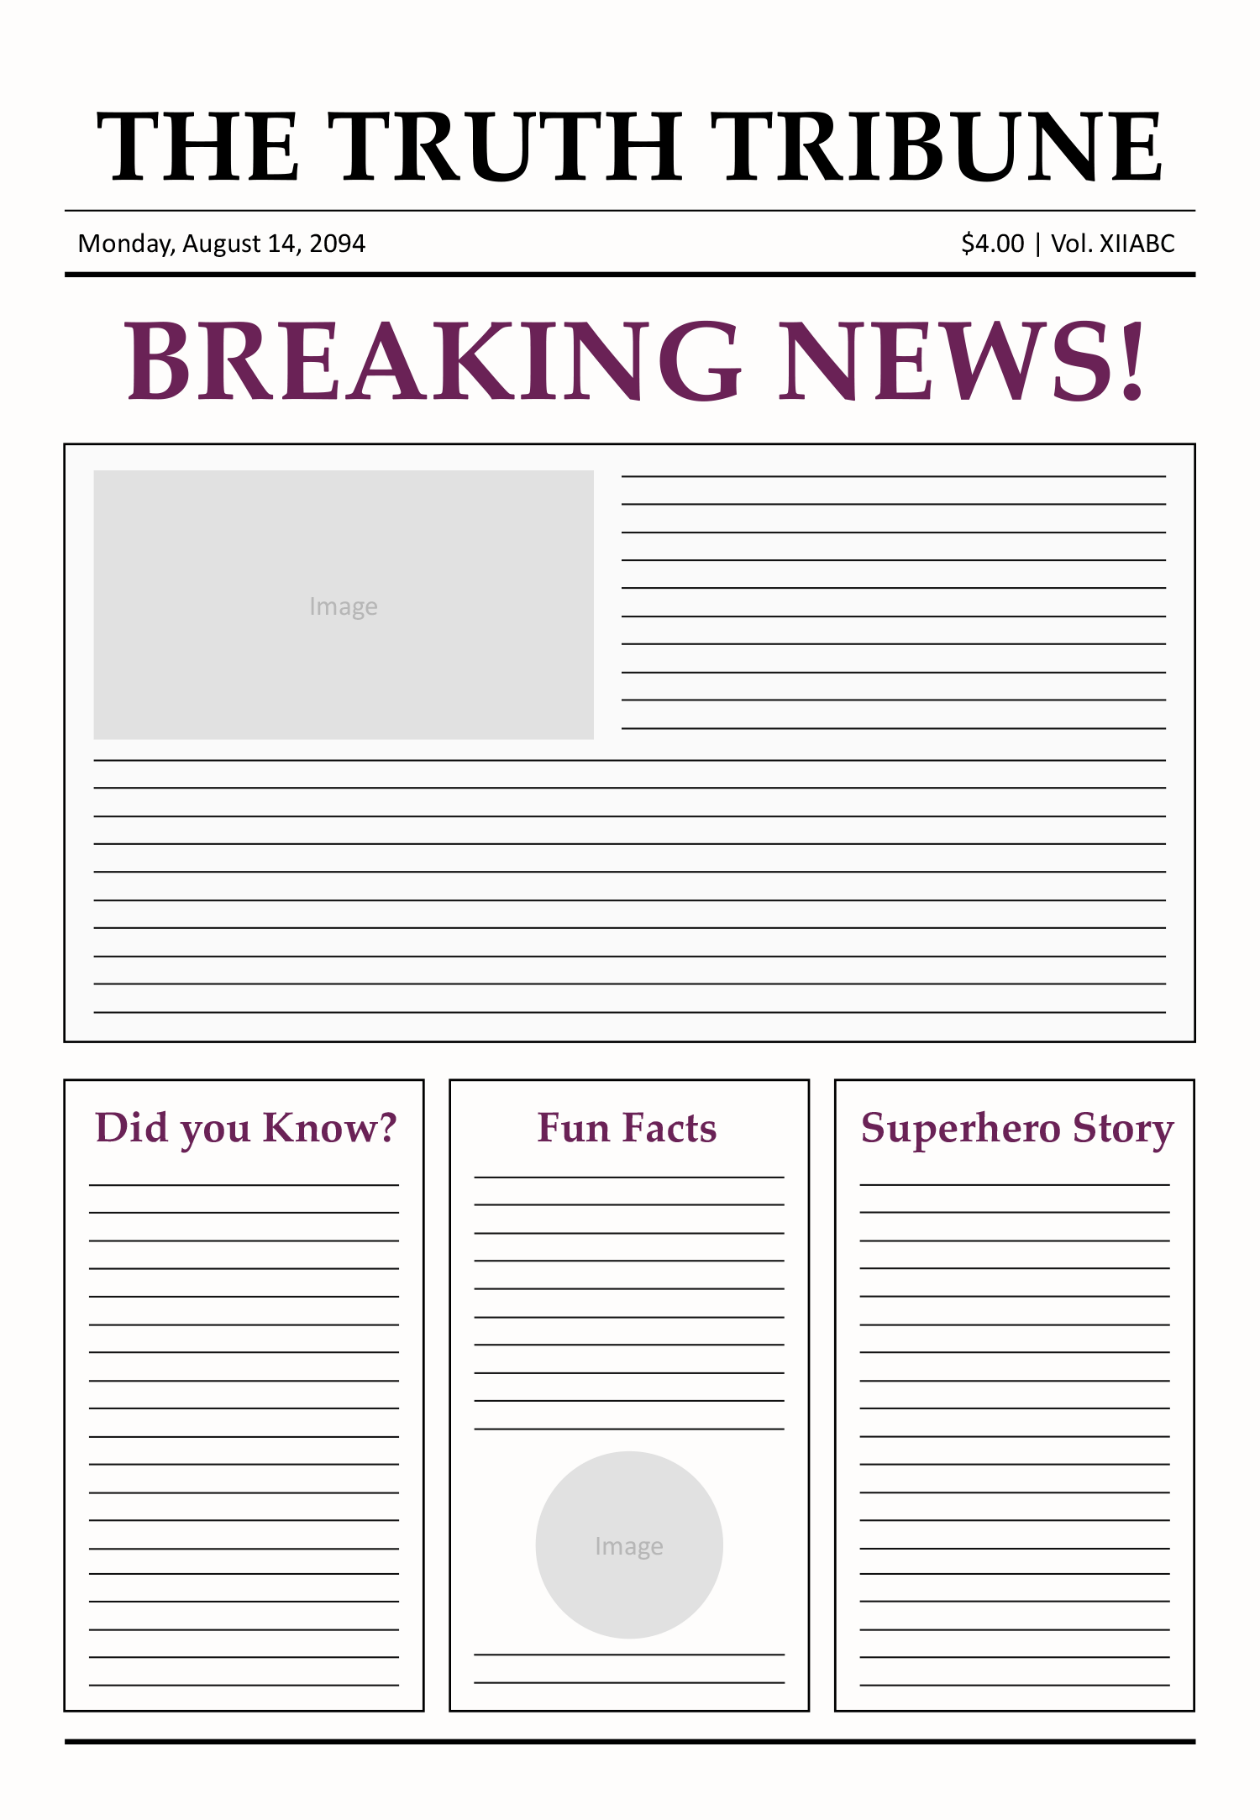 THE TRUTH TRIBUNE
Monday, August 14, 2094
$4.00 | Vol. XIIABC
BREAKING NEWS!
Image
Did you Know?
Fun Facts
Image
Superhero Story